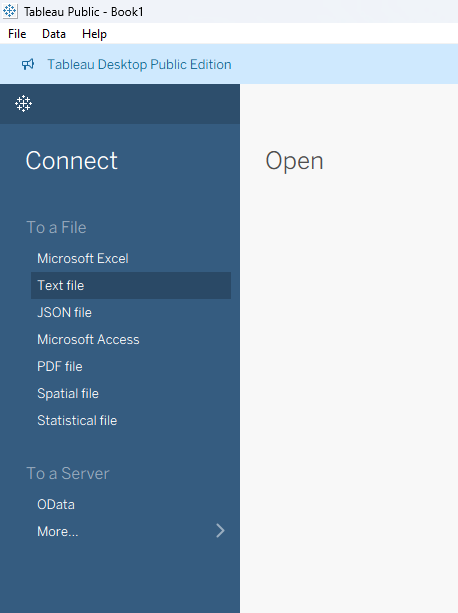 Tableau Public - Book1
File Data Help
Tableau Desktop Public Edition
Connect
Open
To a File
Microsoft Excel
Text file
JSON file
Microsoft Access
PDF file
Spatial file
Statistical file
To a Server
OData
More...